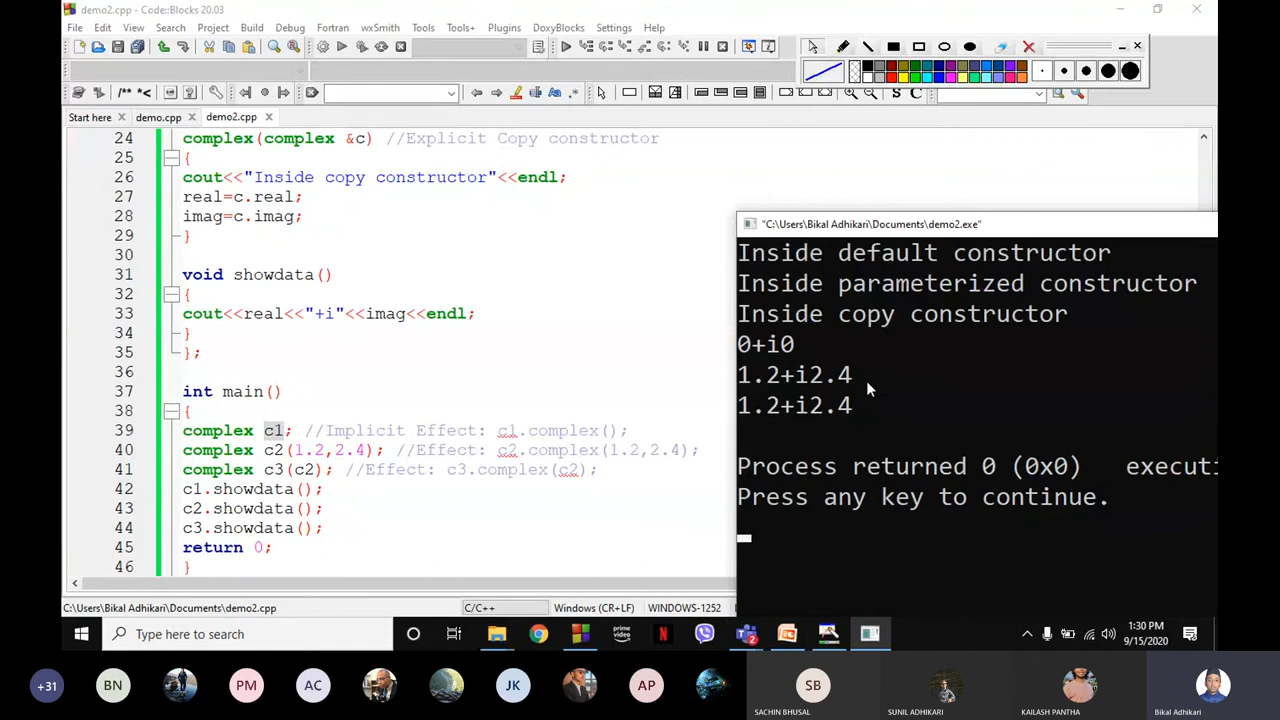 demo2.cpp - Code::Blocks 20.03
File Edit View Search Project Build Debug Fortran wxSmith Tools Tools+ Plugins DoxyBlocks Settings Help
/** *<
S C
Start here demo.cpp demo2.cpp
24 complex(complex &c) //Explicit Copy constructor
25 {
26 cout<<"Inside copy constructor"<<endl;
27 real=c.real;
28 imag=c.imag;
29 }
30
31 void showdata()
32 {
33 cout<<real<<"+i"<<imag<<endl;
34 }
35 };
36
37 int main()
38 {
39 complex c1; //Implicit Effect: c1.complex();
40 complex c2(1.2,2.4); //Effect: c2.complex(1.2,2.4);
41 complex c3(c2); //Effect: c3.complex(c2);
42 c1.showdata();
43 c2.showdata();
44 c3.showdata();
45 return 0;
46 }
"C:\Users\Bikal Adhikari\Documents\demo2.exe"
Inside default constructor
Inside parameterized constructor
Inside copy constructor
0+i0
1.2+i2.4
1.2+i2.4
Process returned 0 (0x0) executi
Press any key to continue.
C:\Users\Bikal Adhikari\Documents\demo2.cpp C/C++ Windows (CR+LF) WINDOWS-1252
Type here to search
prime video
N
2
1:30 PM
9/15/2020
+31 BN PM AC JK AP SB
SACHIN BHUSAL SUNIL ADHIKARI KAILASH PANTHA Bikal Adhikari